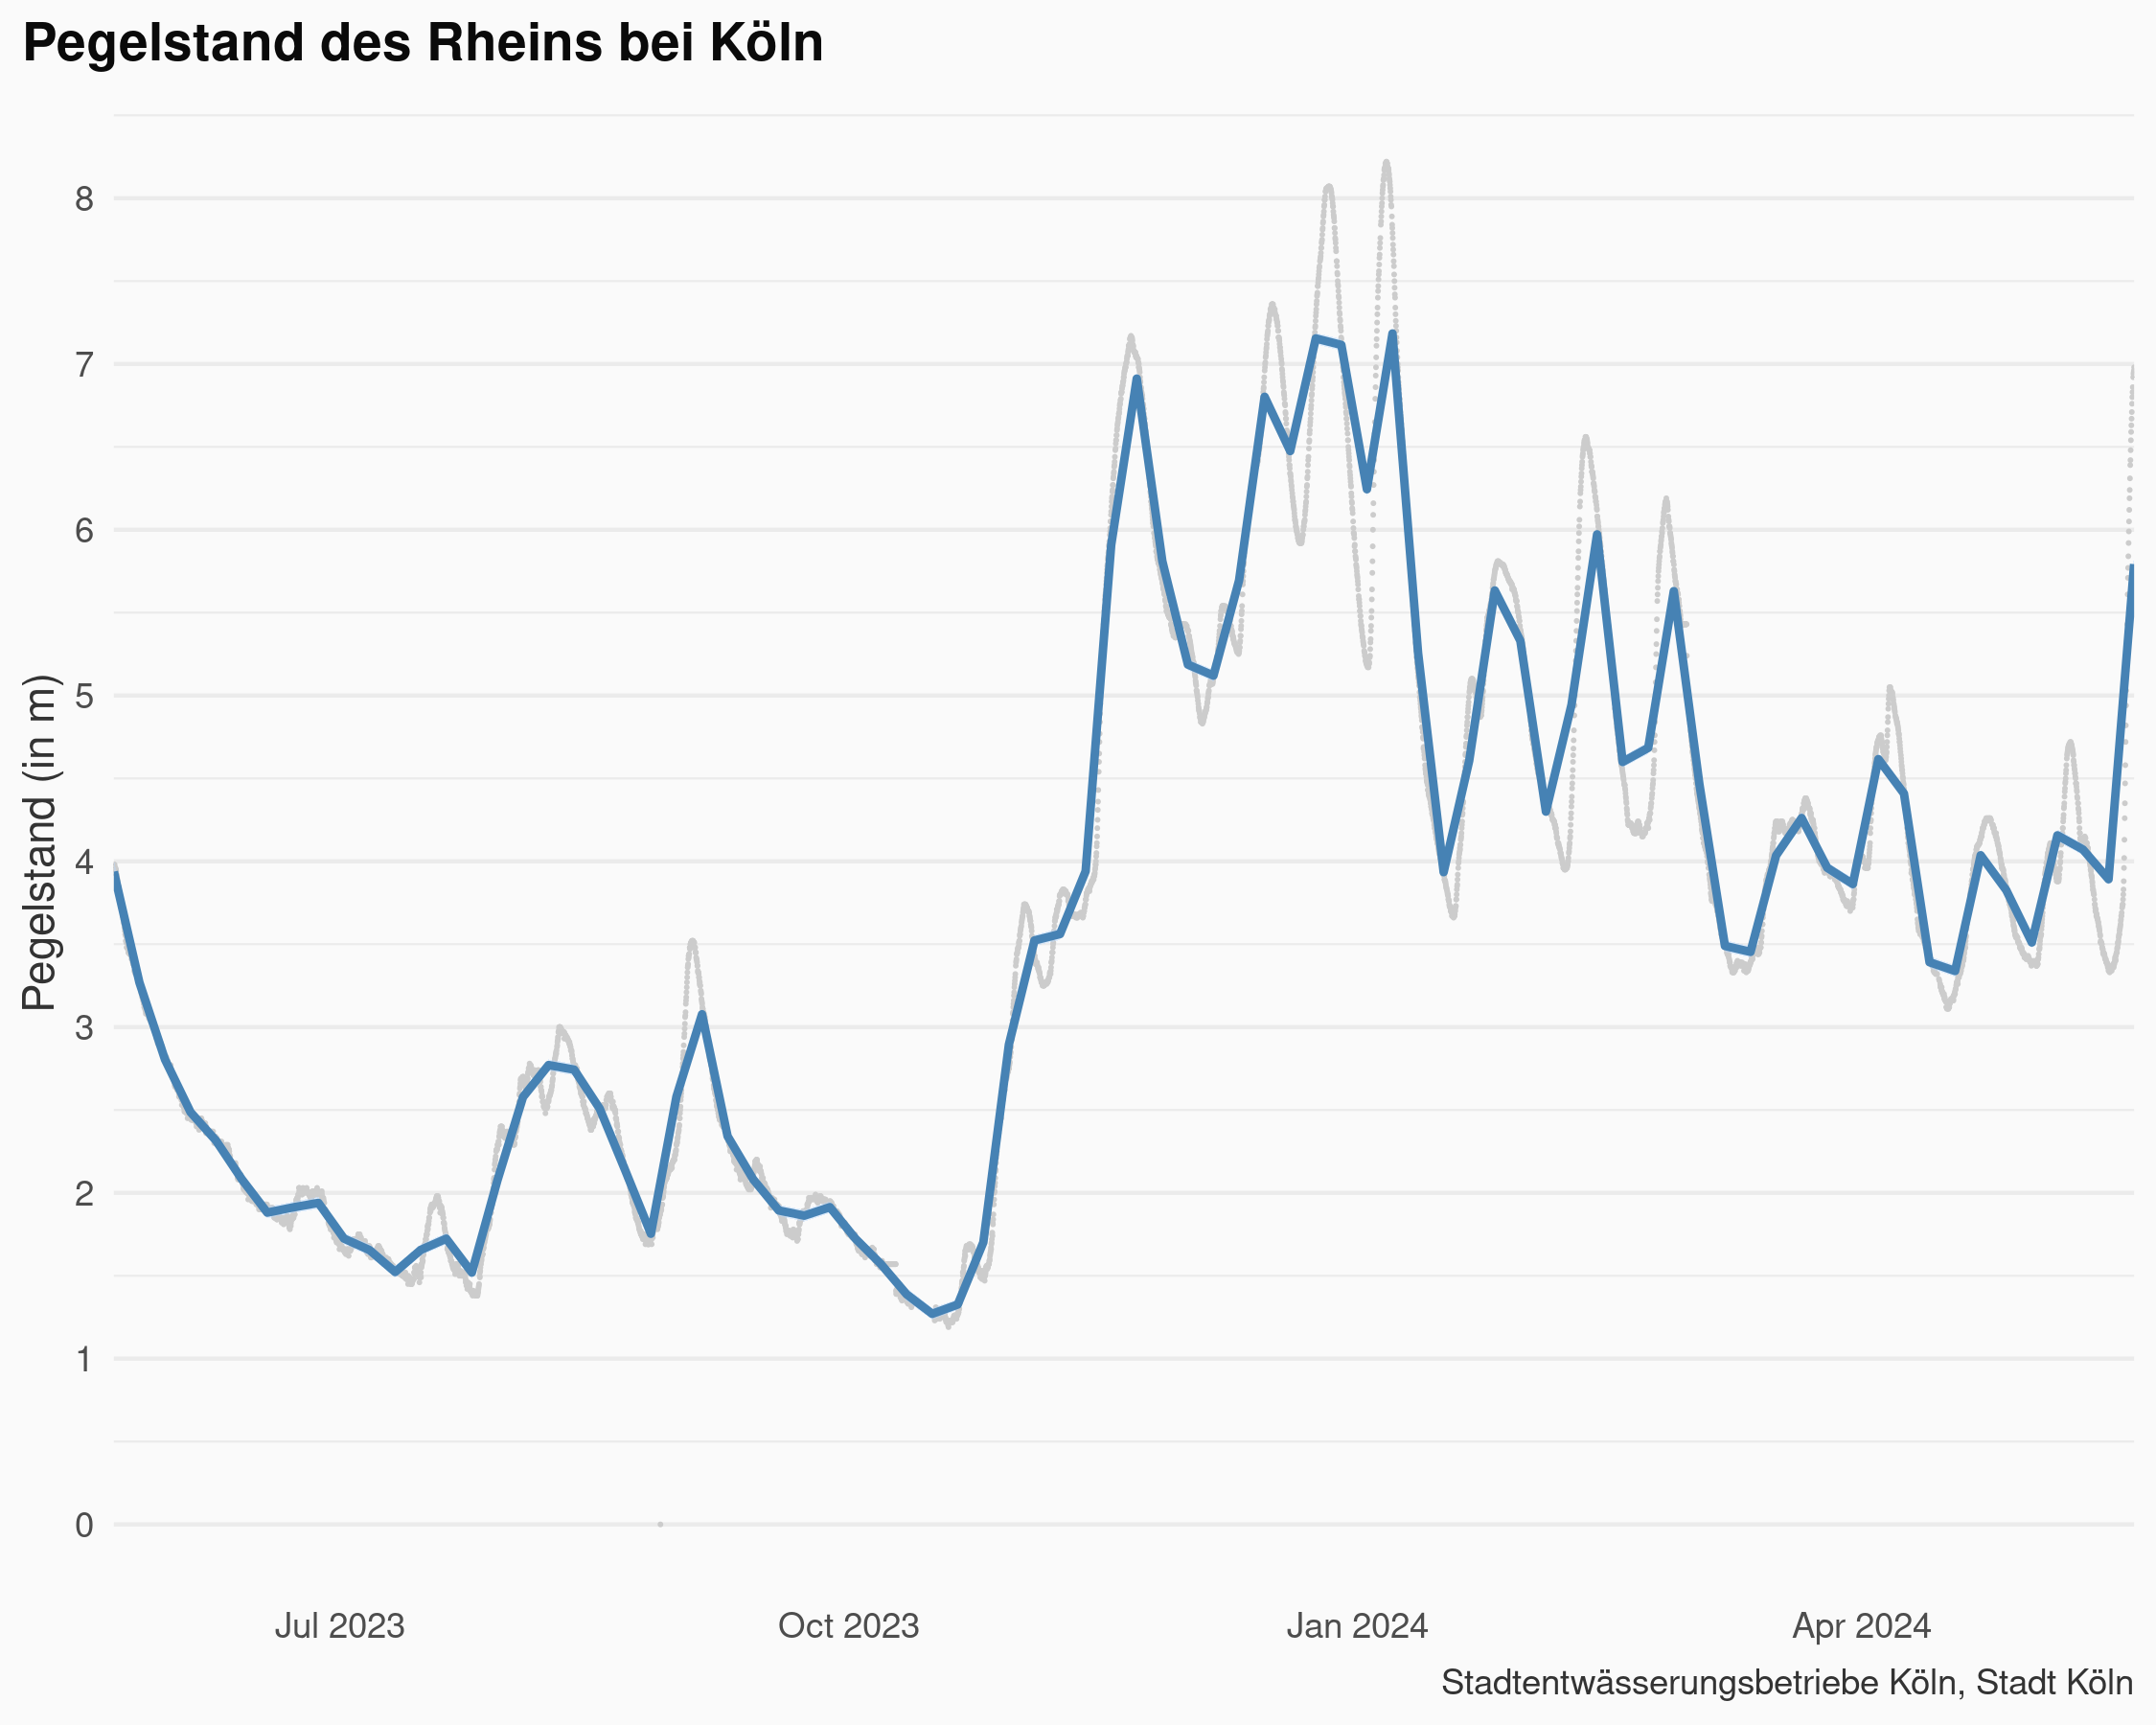 Pegelstand des Rheins bei Köln
8
7
6
5
4
3
2
1
0
Pegelstand (in m)
Jul 2023 Oct 2023 Jan 2024 Apr 2024
Stadtentwässerungsbetriebe Köln, Stadt Köln